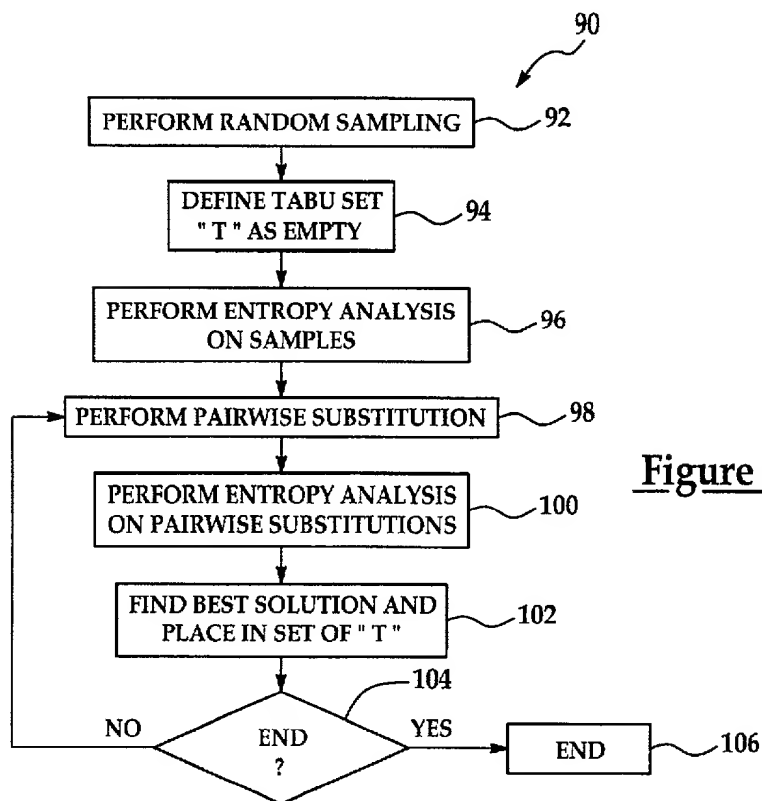 90
PERFORM RANDOM SAMPLING
92
DEFINE TABU SET
" T " AS EMPTY
94
PERFORM ENTROPY ANALYSIS
ON SAMPLES
96
PERFORM PAIRWISE SUBSTITUTION
98
PERFORM ENTROPY ANALYSIS
ON PAIRWISE SUBSTITUTIONS
100
Figure
FIND BEST SOLUTION AND
PLACE IN SET OF " T "
102
104
NO
END
?
YES
END
106